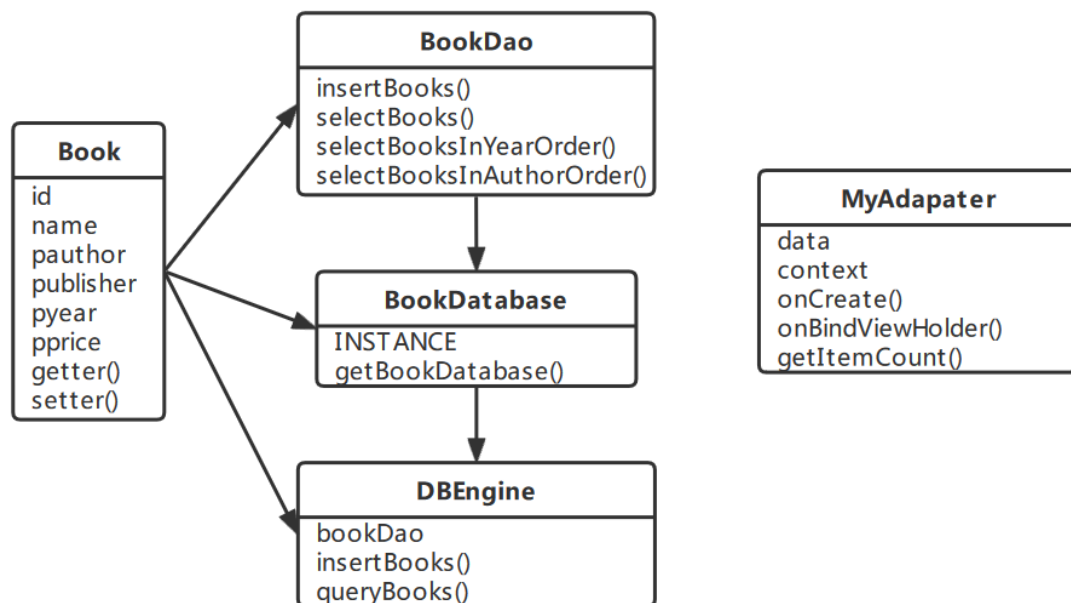 BookDao
insertBooks()
selectBooks()
selectBooksInYearOrder()
selectBooksInAuthorOrder()
Book
id
name
pauthor
publisher
pyear
pprice
getter()
setter()
MyAdapater
data
context
onCreate()
onBindViewHolder()
getItemCount()
BookDatabase
INSTANCE
getBookDatabase()
DBEngine
bookDao
insertBooks()
queryBooks()